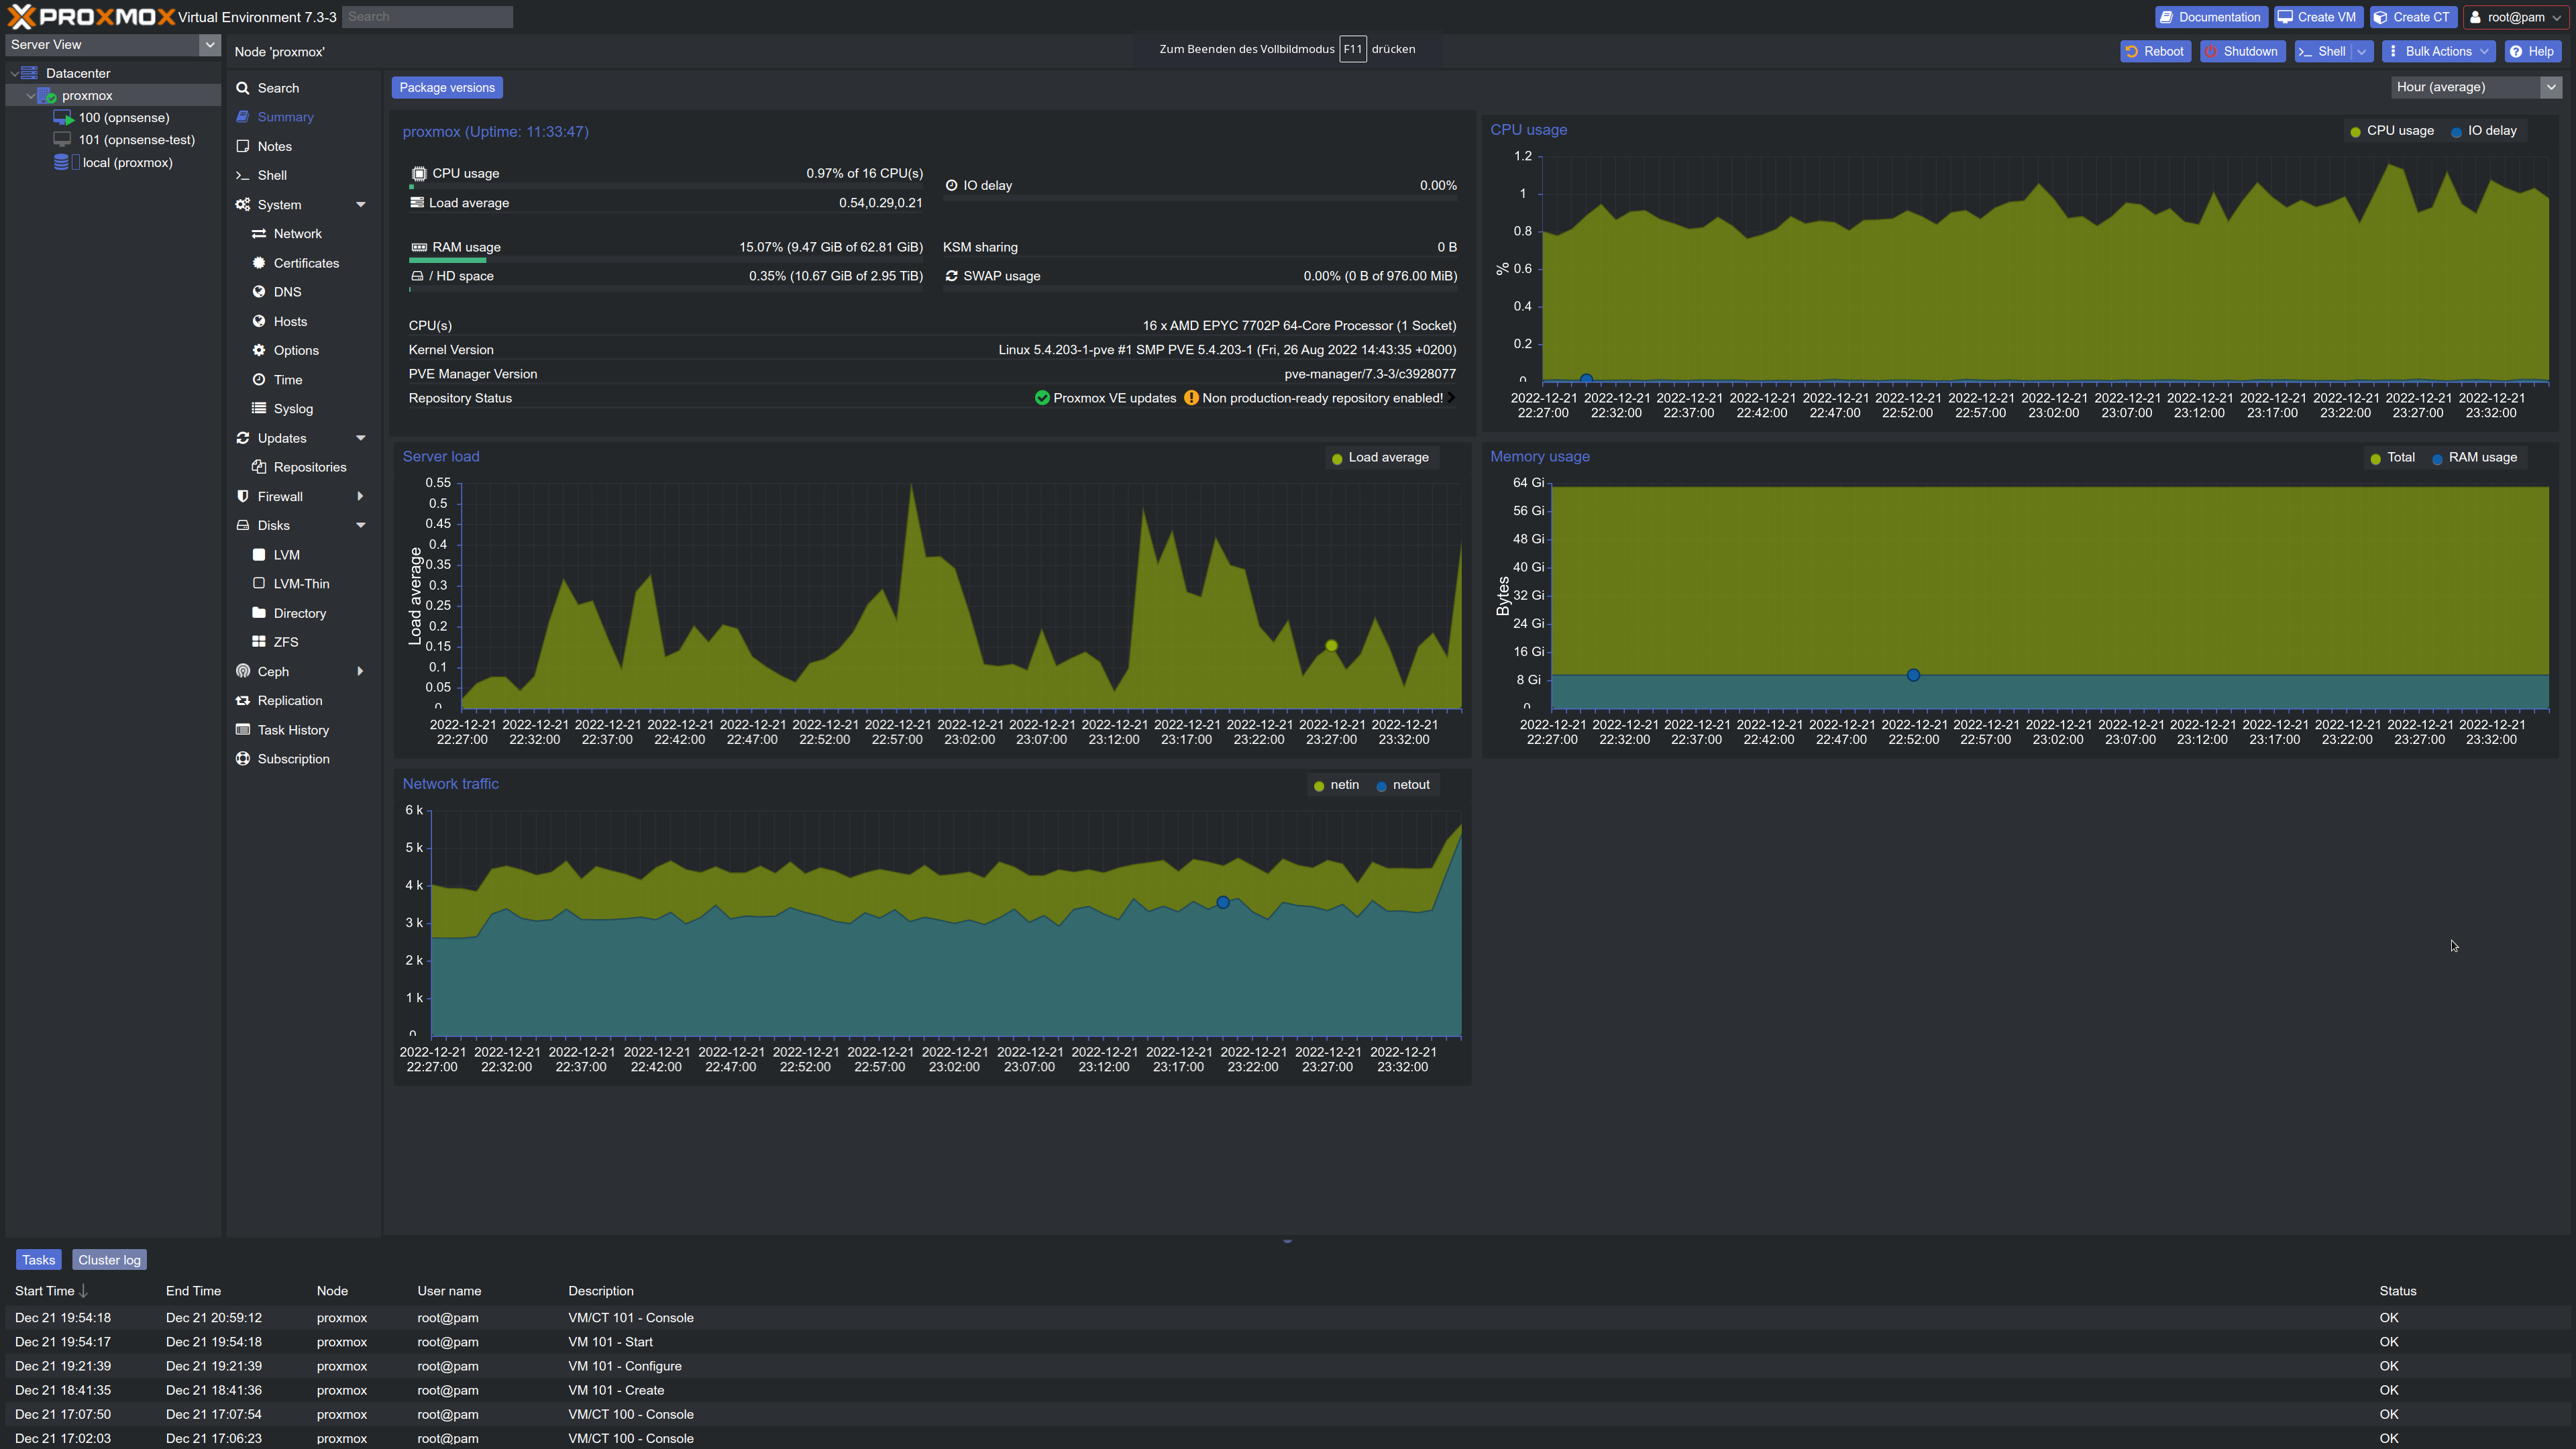 PROXMOX Virtual Environment 7.3-3 Search
Documentation Create VM Create CT root@pam
Server View
Datacenter
proxmox
100 (opnsense)
101 (opnsense-test)
local (proxmox)
Node 'proxmox'
Zum Beenden des Vollbildmodus F11 drücken
Reboot Shutdown Shell Bulk Actions Help
Search
Summary
Notes
Shell
System
Network
Certificates
DNS
Hosts
Options
Time
Syslog
Updates
Repositories
Firewall
Disks
LVM
LVM-Thin
Directory
ZFS
Ceph
Replication
Task History
Subscription
Package versions
Hour (average)
proxmox (Uptime: 11:33:47)
CPU usage 0.97% of 16 CPU(s)
IO delay 0.00%
Load average 0.54,0.29,0.21
RAM usage 15.07% (9.47 GiB of 62.81 GiB)
KSM sharing 0 B
/ HD space 0.35% (10.67 GiB of 2.95 TiB)
SWAP usage 0.00% (0 B of 976.00 MiB)
CPU(s) 16 x AMD EPYC 7702P 64-Core Processor (1 Socket)
Kernel Version Linux 5.4.203-1-pve #1 SMP PVE 5.4.203-1 (Fri, 26 Aug 2022 14:43:35 +0200)
PVE Manager Version pve-manager/7.3-3/c3928077
Repository Status Proxmox VE updates Non production-ready repository enabled!
CPU usage
CPU usage IO delay
1.2
1
0.8
0.6
0.4
0.2
0
%
2022-12-21 2022-12-21 2022-12-21 2022-12-21 2022-12-21 2022-12-21 2022-12-21 2022-12-21 2022-12-21 2022-12-21 2022-12-21 2022-12-21 2022-12-21 2022-12-21
22:27:00 22:32:00 22:37:00 22:42:00 22:47:00 22:52:00 22:57:00 23:02:00 23:07:00 23:12:00 23:17:00 23:22:00 23:27:00 23:32:00
Server load
Load average
0.55
0.5
0.45
0.4
0.35
0.3
0.25
0.2
0.15
0.1
0.05
0
Load average
2022-12-21 2022-12-21 2022-12-21 2022-12-21 2022-12-21 2022-12-21 2022-12-21 2022-12-21 2022-12-21 2022-12-21 2022-12-21 2022-12-21 2022-12-21 2022-12-21
22:27:00 22:32:00 22:37:00 22:42:00 22:47:00 22:52:00 22:57:00 23:02:00 23:07:00 23:12:00 23:17:00 23:22:00 23:27:00 23:32:00
Memory usage
Total RAM usage
64 Gi
56 Gi
48 Gi
40 Gi
32 Gi
24 Gi
16 Gi
8 Gi
0
Bytes
2022-12-21 2022-12-21 2022-12-21 2022-12-21 2022-12-21 2022-12-21 2022-12-21 2022-12-21 2022-12-21 2022-12-21 2022-12-21 2022-12-21 2022-12-21 2022-12-21
22:27:00 22:32:00 22:37:00 22:42:00 22:47:00 22:52:00 22:57:00 23:02:00 23:07:00 23:12:00 23:17:00 23:22:00 23:27:00 23:32:00
Network traffic
netin netout
6 k
5 k
4 k
3 k
2 k
1 k
0
2022-12-21 2022-12-21 2022-12-21 2022-12-21 2022-12-21 2022-12-21 2022-12-21 2022-12-21 2022-12-21 2022-12-21 2022-12-21 2022-12-21 2022-12-21 2022-12-21
22:27:00 22:32:00 22:37:00 22:42:00 22:47:00 22:52:00 22:57:00 23:02:00 23:07:00 23:12:00 23:17:00 23:22:00 23:27:00 23:32:00
Tasks Cluster log
Start Time End Time Node User name Description Status
Dec 21 19:54:18 Dec 21 20:59:12 proxmox root@pam VM/CT 101 - Console OK
Dec 21 19:54:17 Dec 21 19:54:18 proxmox root@pam VM 101 - Start OK
Dec 21 19:21:39 Dec 21 19:21:39 proxmox root@pam VM 101 - Configure OK
Dec 21 18:41:35 Dec 21 18:41:36 proxmox root@pam VM 101 - Create OK
Dec 21 17:07:50 Dec 21 17:07:54 proxmox root@pam VM/CT 100 - Console OK
Dec 21 17:02:03 Dec 21 17:06:23 proxmox root@pam VM/CT 100 - Console OK